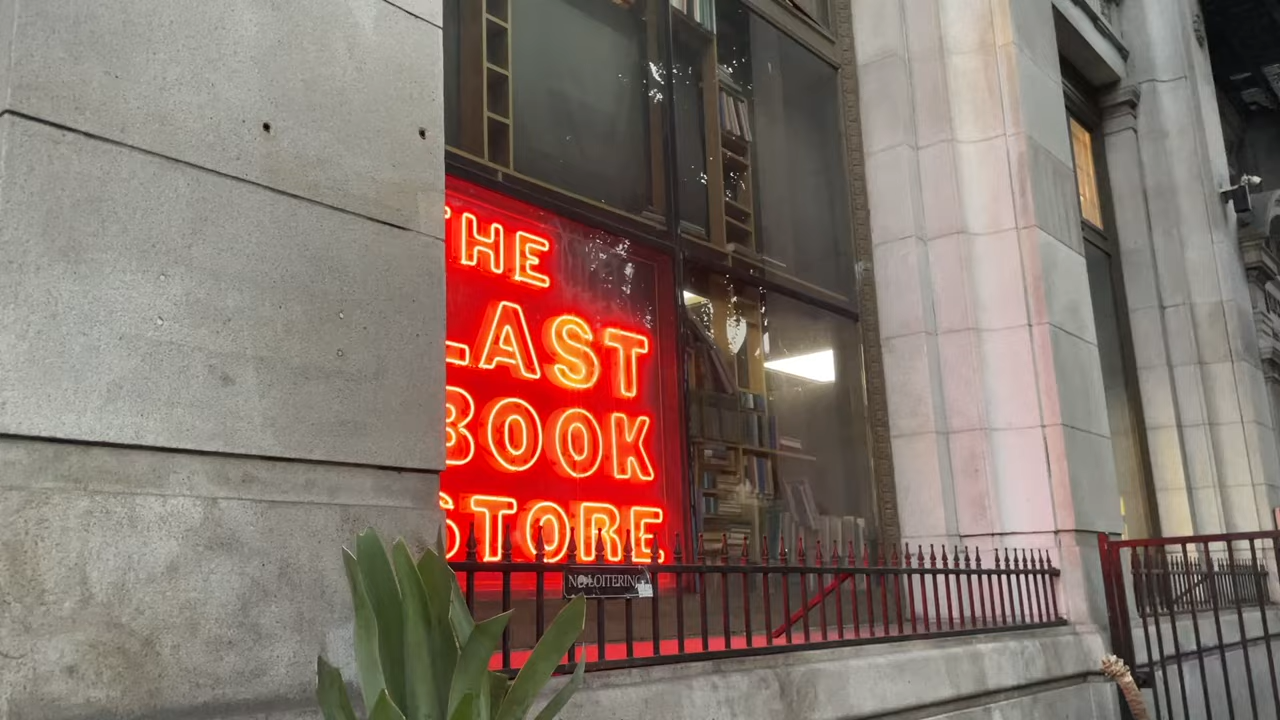 THE
LAST
BOOK
STORE.
NO LOITERING